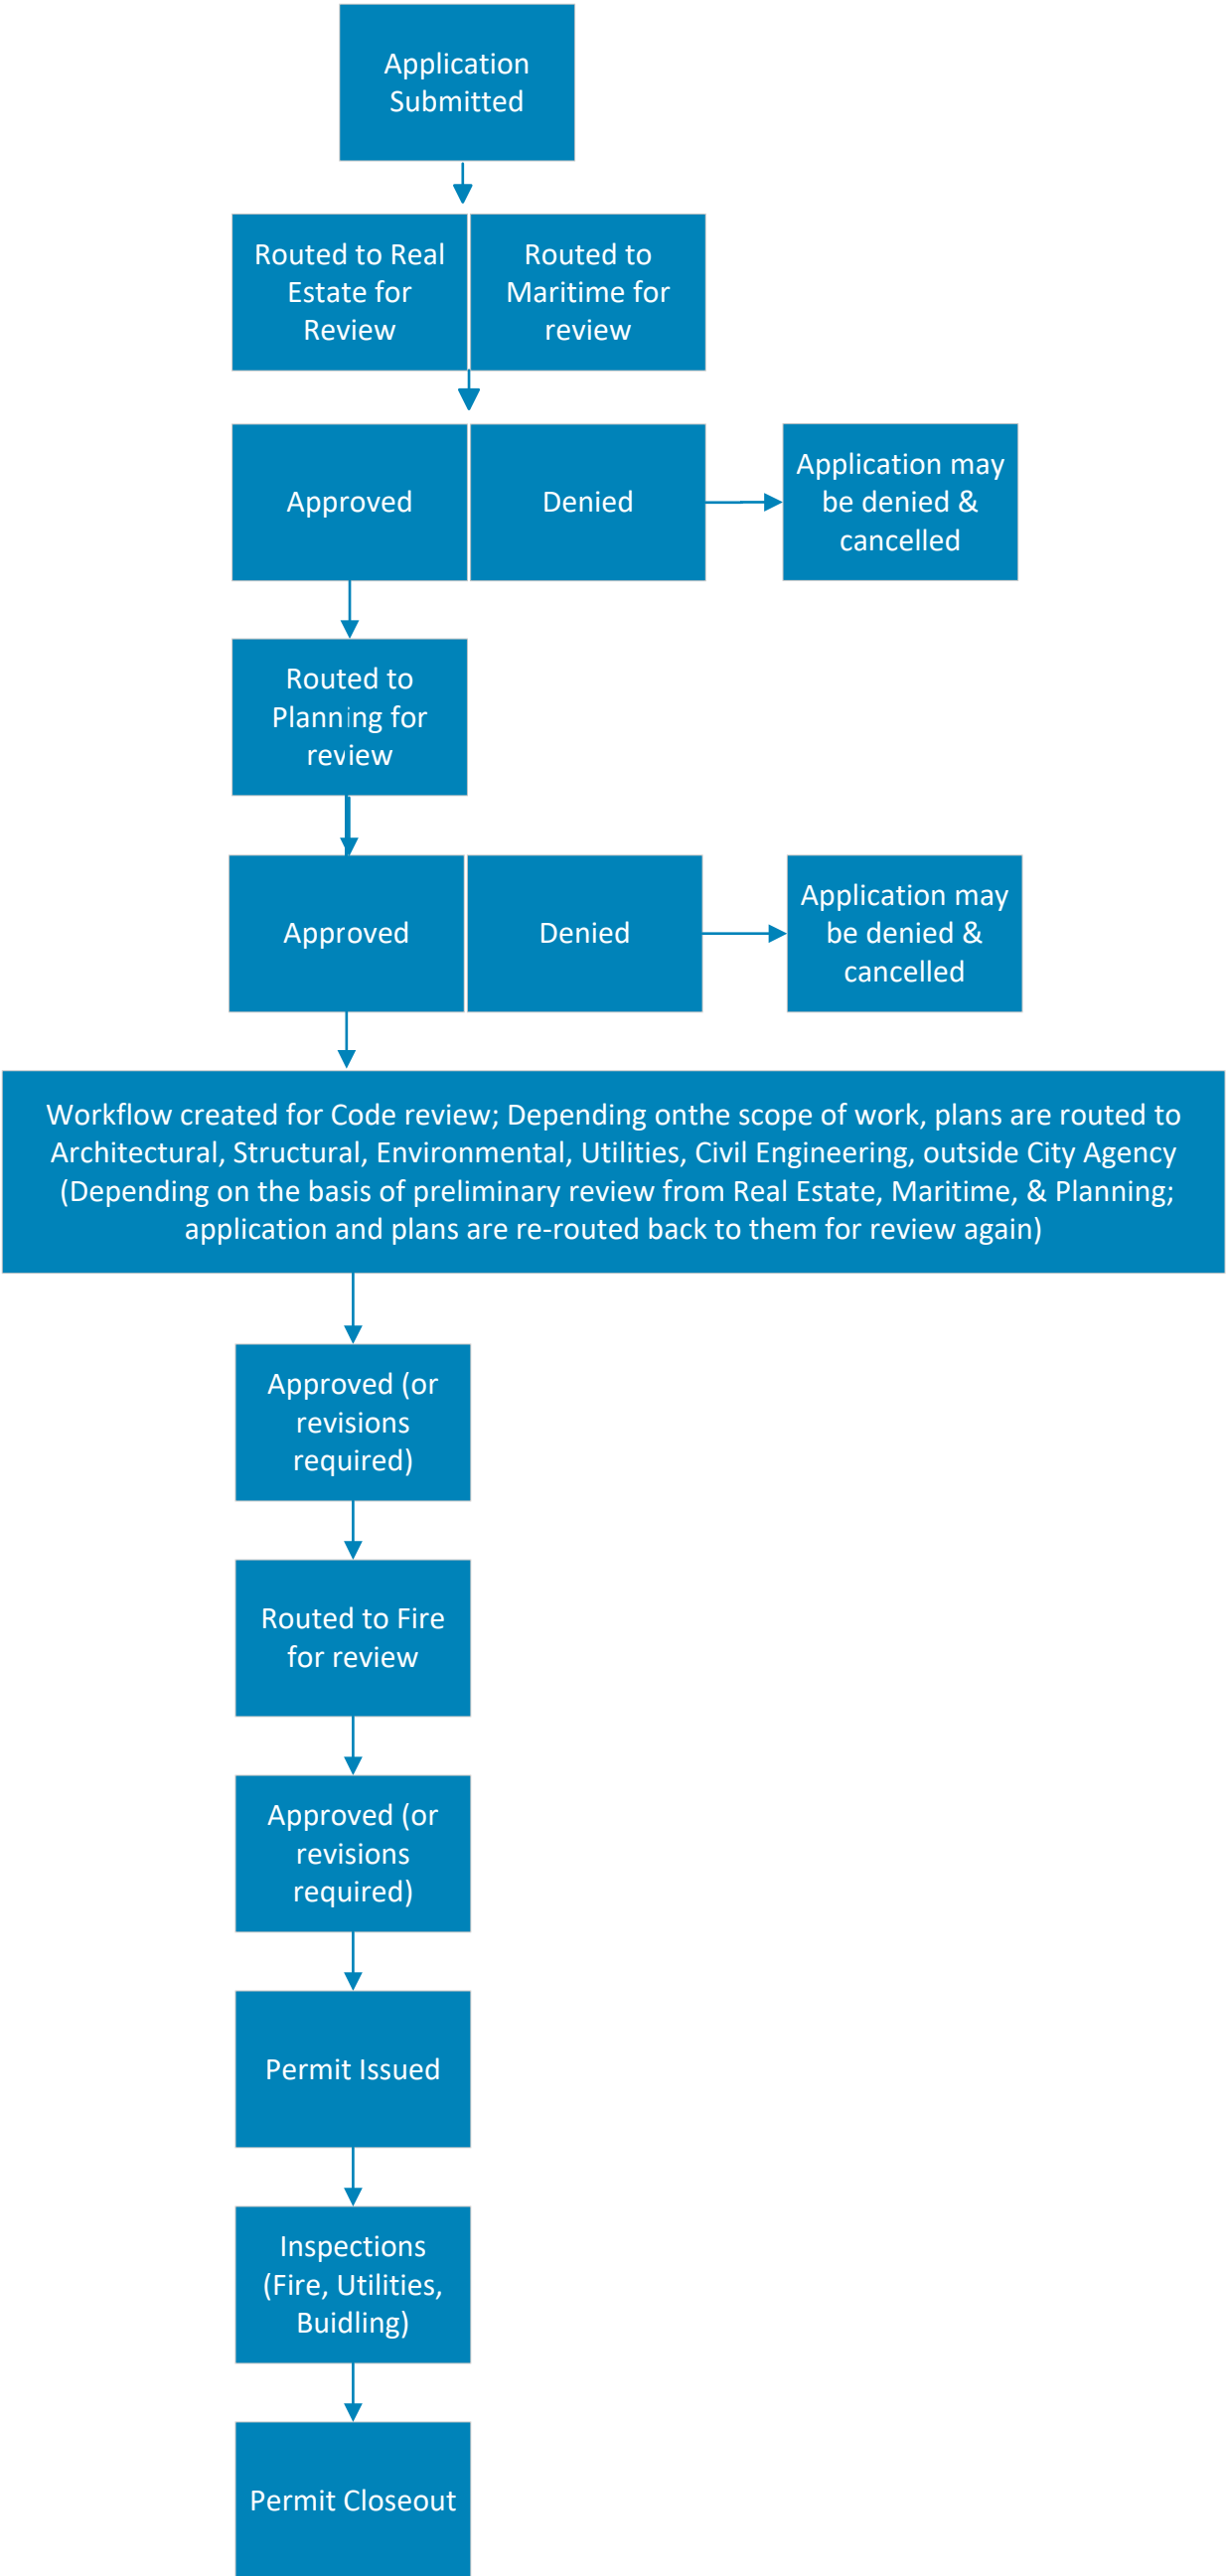 Application
Submitted
Routed to Real
Estate for
Review
Routed to
Maritime for
review
Approved
Denied
Application may
be denied &
cancelled
Routed to
Planning for
review
Approved
Denied
Application may
be denied &
cancelled
Workflow created for Code review; Depending onthe scope of work, plans are routed to
Architectural, Structural, Environmental, Utilities, Civil Engineering, outside City Agency
(Depending on the basis of preliminary review from Real Estate, Maritime, & Planning;
application and plans are re-routed back to them for review again)
Approved (or
revisions
required)
Routed to Fire
for review
Approved (or
revisions
required)
Permit Issued
Inspections
(Fire, Utilities,
Buidling)
Permit Closeout